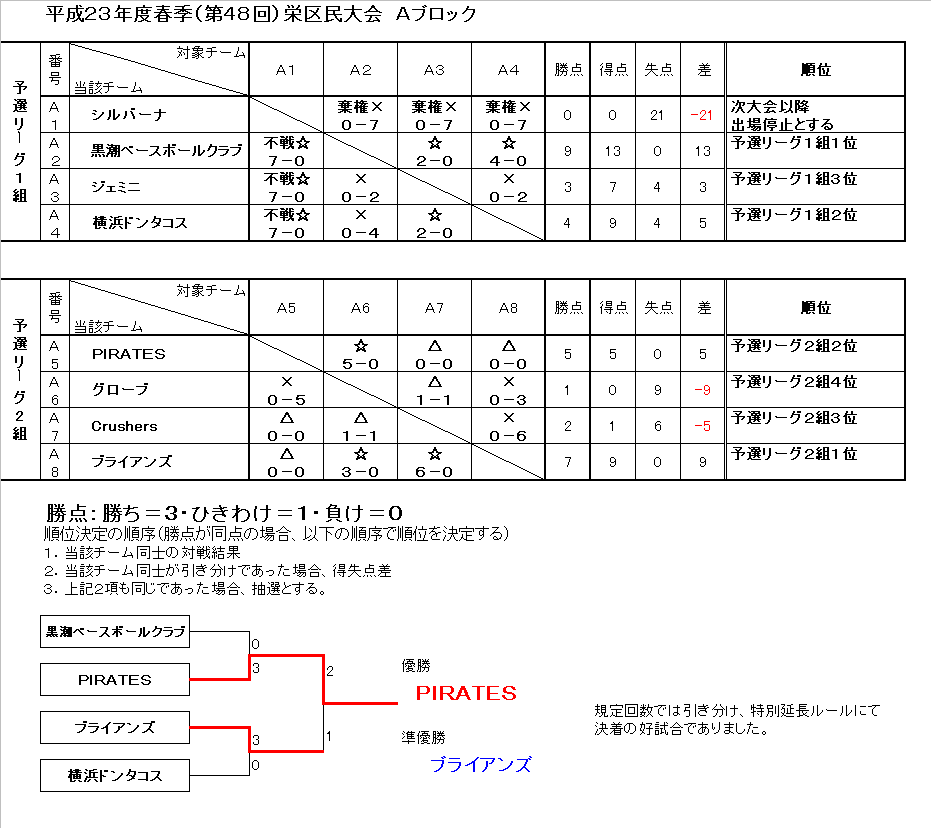 平成23年度春季(第48回)栄区民大会 Aブロック
予選リーグ1組
番号 対象チーム 当該チーム A1 A2 A3 A4 勝点 得点 失点 差 順位
A1 シルバーナ 棄権× 0-7 棄権× 0-7 棄権× 0-7 0 0 21 -21 次大会以降出場停止とする
A2 黒潮ベースボールクラブ 不戦☆ 7-0 ☆ 2-0 ☆ 4-0 9 13 0 13 予選リーグ1組1位
A3 ジェミニ 不戦☆ 7-0 × 0-2 × 0-2 3 7 4 3 予選リーグ1組3位
A4 横浜ドンタコス 不戦☆ 7-0 × 0-4 ☆ 2-0 4 9 4 5 予選リーグ1組2位
予選リーグ2組
番号 対象チーム 当該チーム A5 A6 A7 A8 勝点 得点 失点 差 順位
A5 PIRATES ☆ 5-0 △ 0-0 △ 0-0 5 5 0 5 予選リーグ2組2位
A6 グローブ × 0-5 △ 1-1 × 0-3 1 0 9 -9 予選リーグ2組4位
A7 Crushers △ 0-0 △ 1-1 × 0-6 2 1 6 -5 予選リーグ2組3位
A8 ブライアンズ △ 0-0 ☆ 3-0 ☆ 6-0 7 9 0 9 予選リーグ2組1位
勝点:勝ち=3・ひきわけ=1・負け=0
順位決定の順序(勝点が同点の場合、以下の順序で順位を決定する)
1.当該チーム同士の対戦結果
2.当該チーム同士が引き分けであった場合、得失点差
3.上記2項も同じであった場合、抽選とする。
黒潮ベースボールクラブ
0
3
PIRATES
2
優勝
PIRATES
ブライアンズ
3
0
1
準優勝
ブライアンズ
横浜ドンタコス
規定回数では引き分け、特別延長ルールにて
決着の好試合でありました。